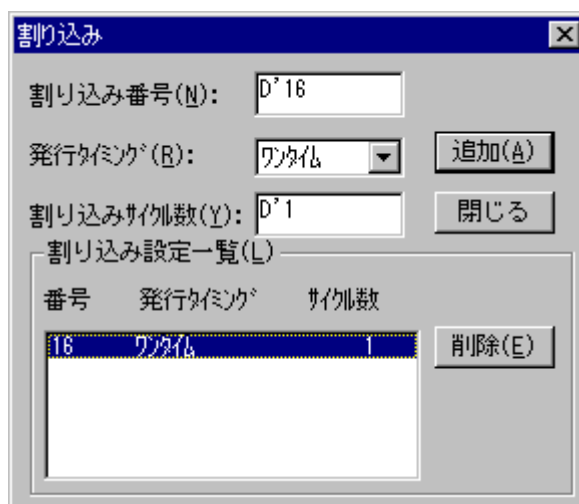 割り込み
割り込み番号(N): D'16
発行ﾀｲﾐﾝｸﾞ(R): ﾜﾝﾀｲﾑ 追加(A)
割り込みｻｲｸﾙ数(Y): D'1 閉じる
割り込み設定一覧(L)
番号 発行ﾀｲﾐﾝｸﾞ ｻｲｸﾙ数
16 ﾜﾝﾀｲﾑ 1 削除(E)